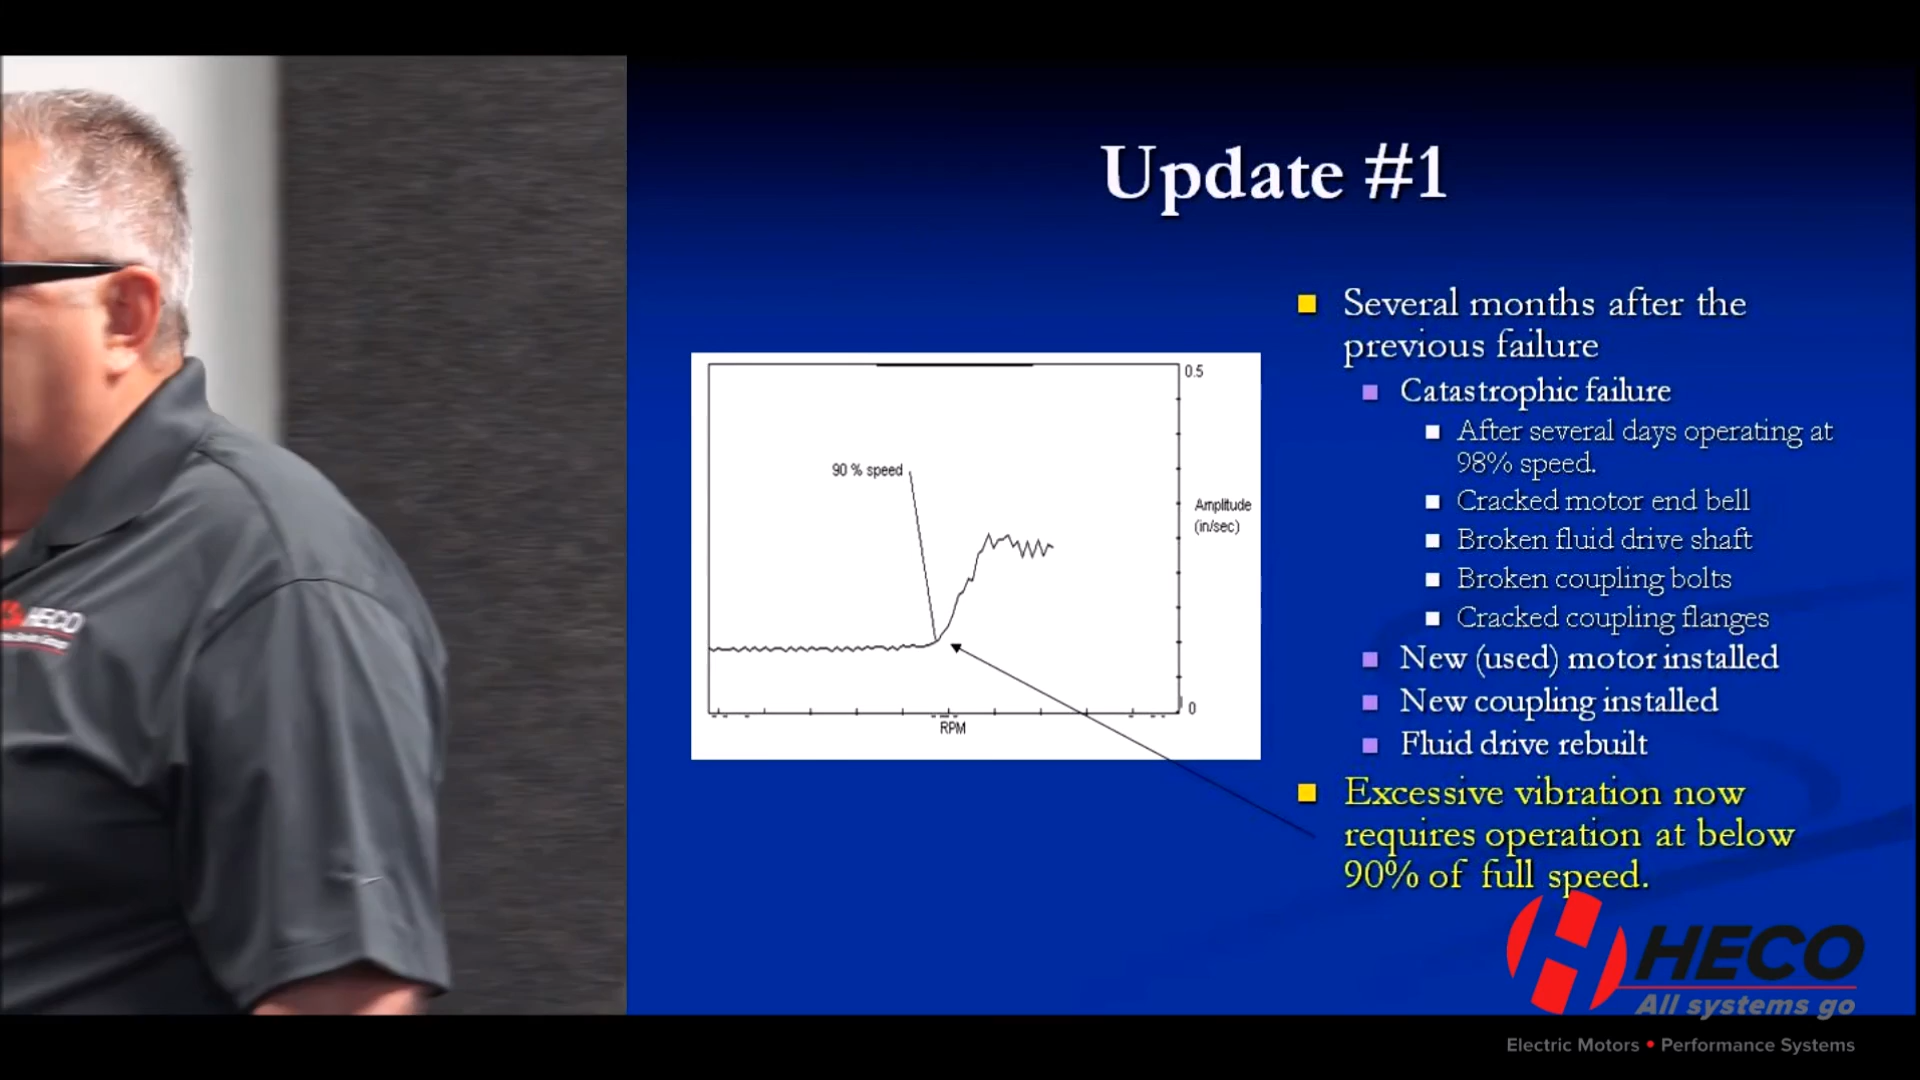 Update #1
0.5
90 % speed
Amplitude
(in/sec)
0
RPM
Several months after the
previous failure
Catastrophic failure
After several days operating at
98% speed.
Cracked motor end bell
Broken fluid drive shaft
Broken coupling bolts
Cracked coupling flanges
New (used) motor installed
New coupling installed
Fluid drive rebuilt
Excessive vibration now
requires operation at below
90% of full speed.
HECO
HECO
All systems go
Electric Motors • Performance Systems